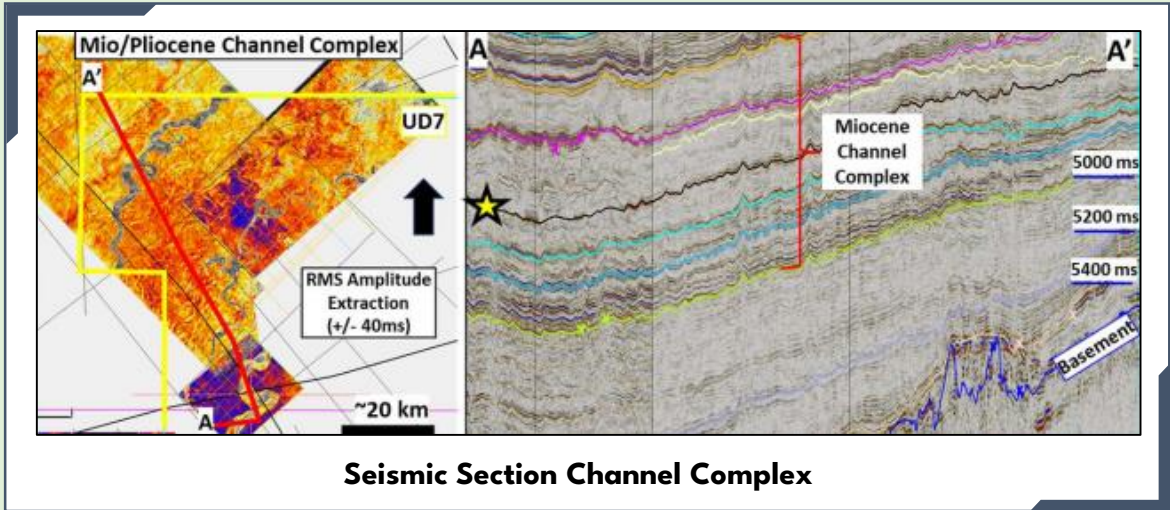 Mio/Pliocene Channel Complex
A'
UD7
RMS Amplitude
Extraction
(+/- 40ms)
A
~20 km
A
A'
Miocene
Channel
Complex
5000 ms
5200 ms
5400 ms
Basement
Seismic Section Channel Complex